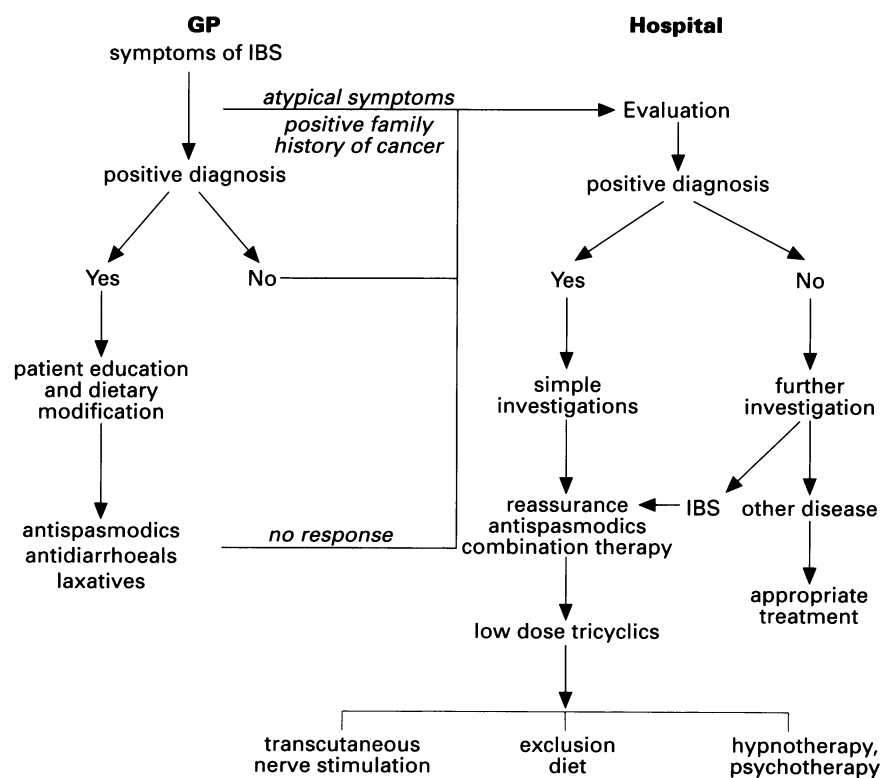 GP
symptoms of IBS
Hospital
atypical symptoms
positive family
history of cancer
Evaluation
positive diagnosis
positive diagnosis
Yes
No
Yes
No
patient education
and dietary
modification
simple
investigations
further
investigation
antispasmodics
antidiarrhoeals
laxatives
no response
reassurance
antispasmodics
combination therapy
IBS
other disease
appropriate
treatment
low dose tricyclics
transcutaneous
nerve stimulation
exclusion
diet
hypnotherapy,
psychotherapy